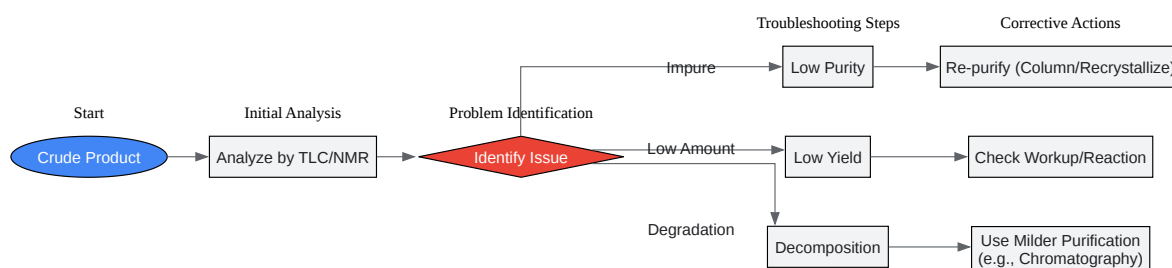 Troubleshooting Steps
Corrective Actions
Impure
Low Purity
Re-purify (Column/Recrystallize)
Start
Initial Analysis
Problem Identification
Crude Product
Analyze by TLC/NMR
Identify Issue
Low Amount
Low Yield
Check Workup/Reaction
Degradation
Decomposition
Use Milder Purification
(e.g., Chromatography)